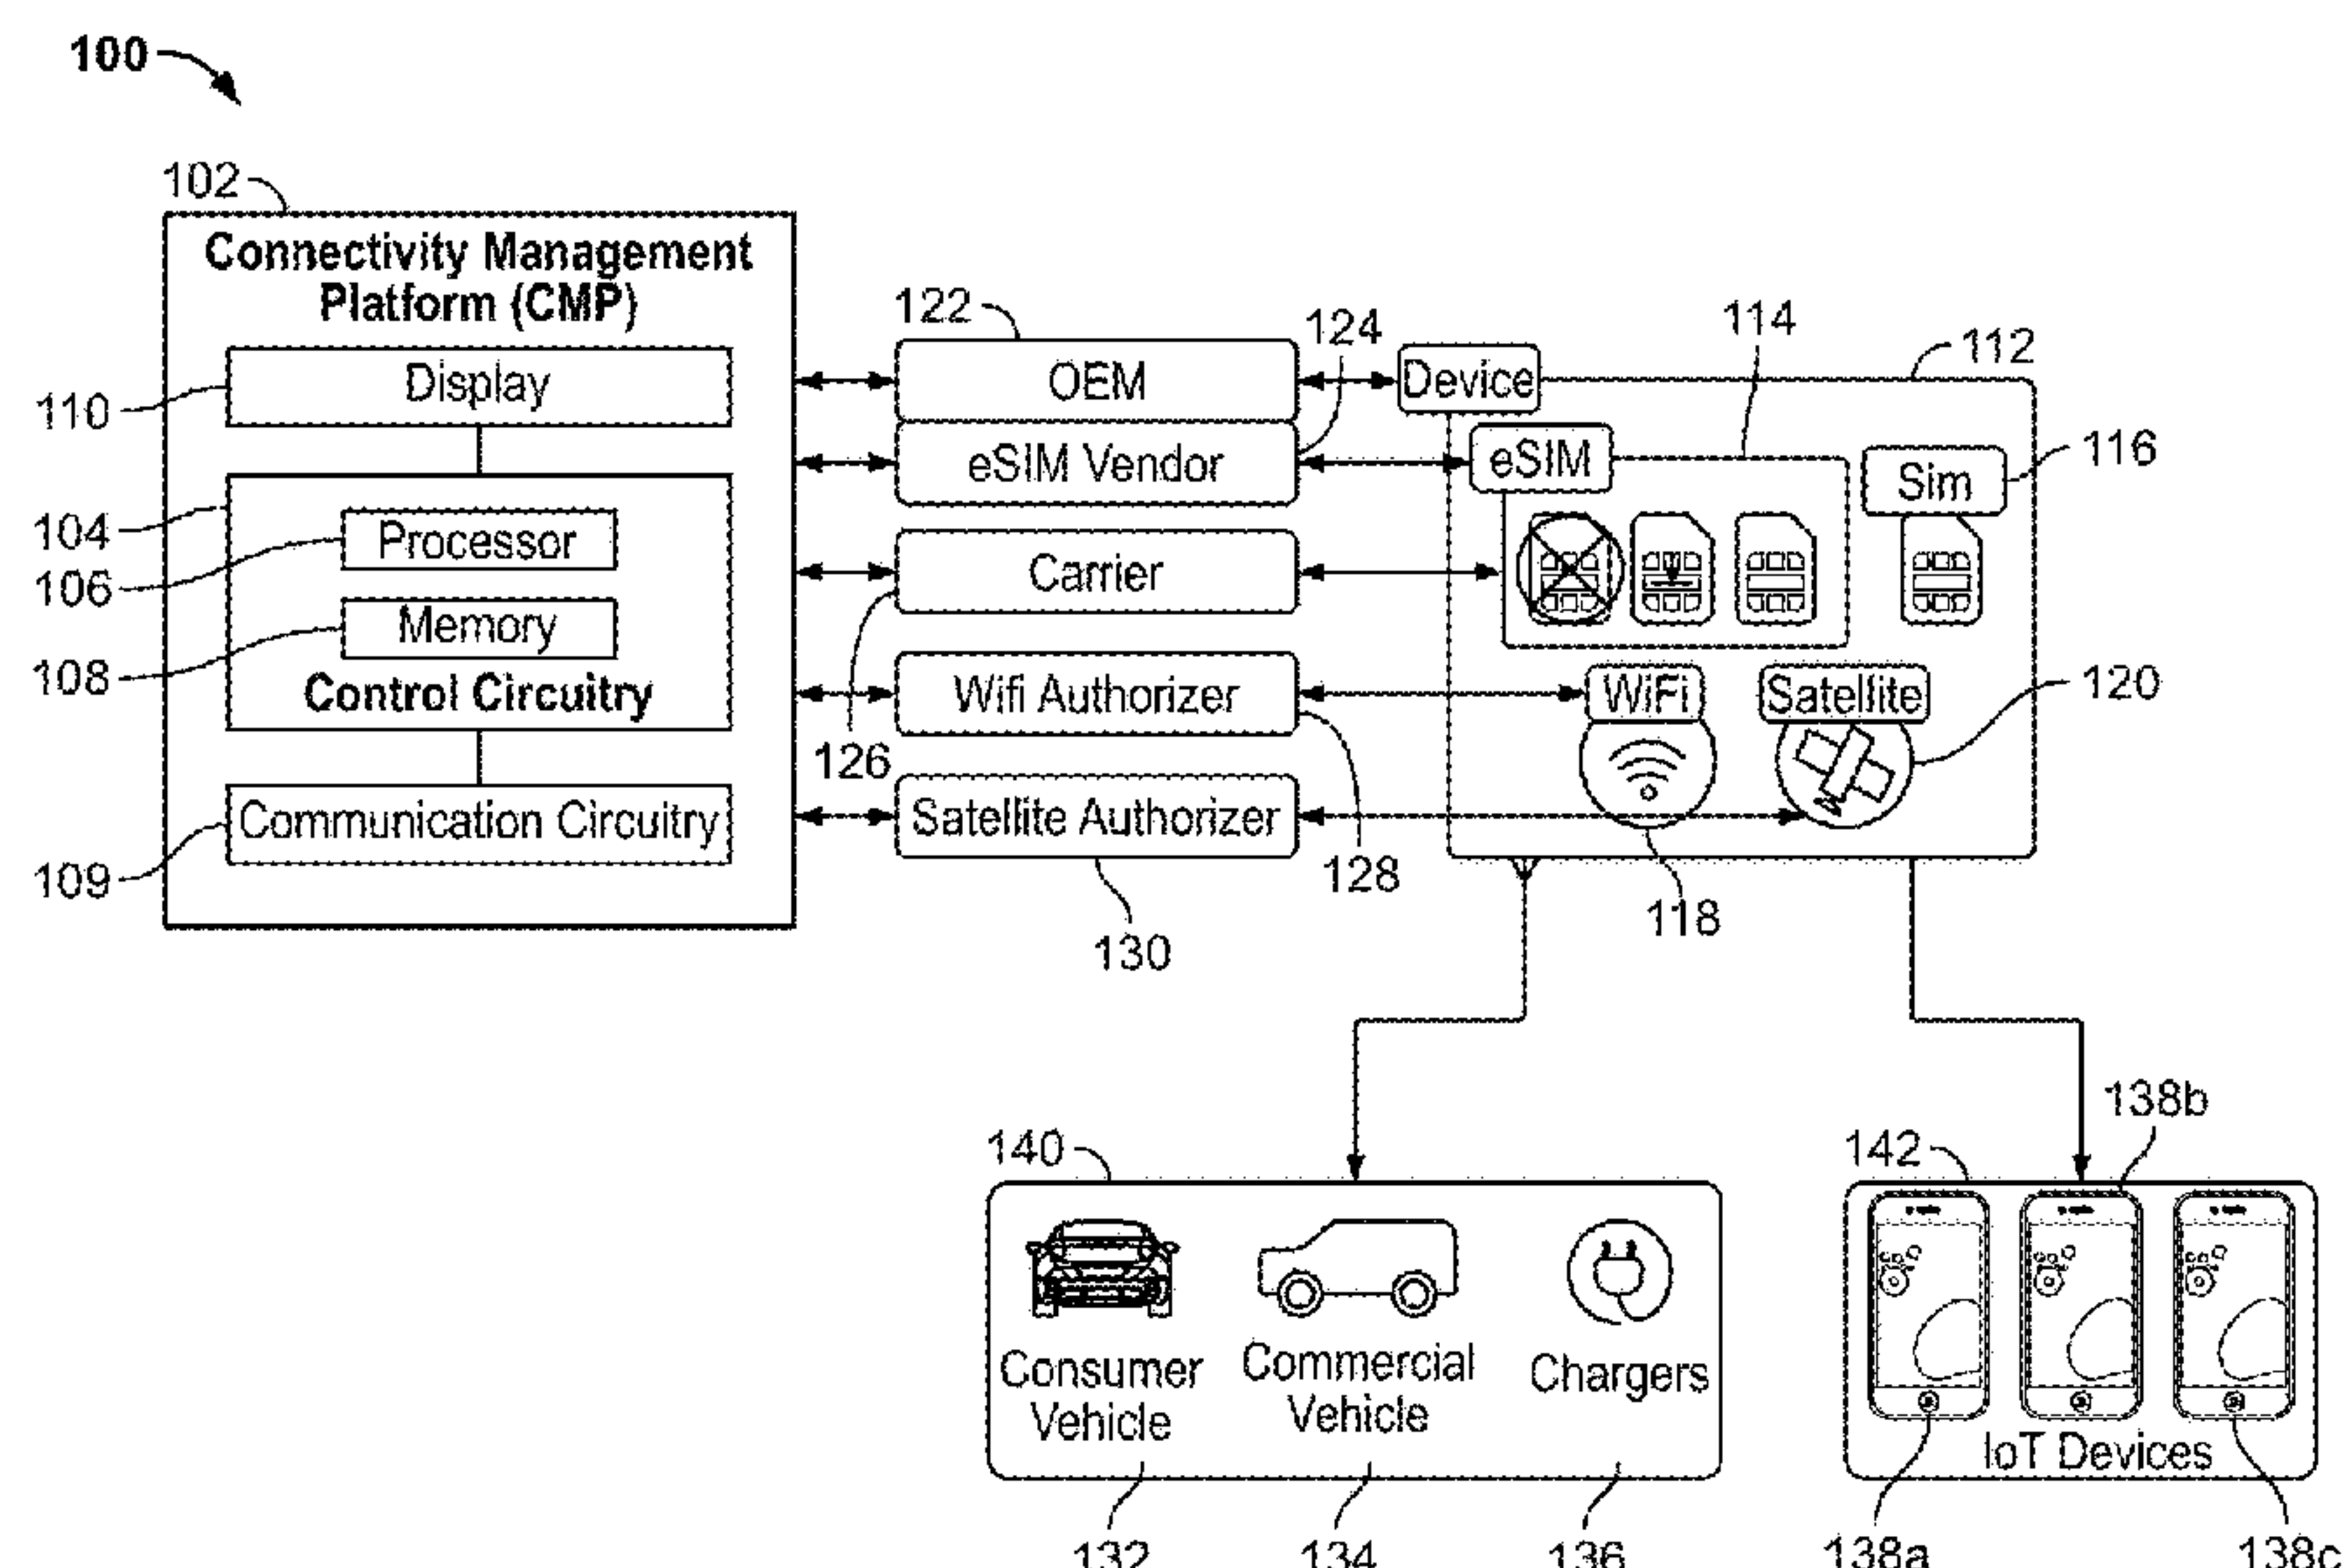 100
102
Connectivity Management
Platform (CMP)
122
124
114
112
Display
OEM
Device
110
eSIM Vendor
eSIM
Sim
116
104
Processor
Carrier
106
Memory
108
Control Circuitry
Wifi Authorizer
WiFi
Satellite
120
126
Communication Circuitry
Satellite Authorizer
109
128
118
130
138b
140
142
Consumer
Vehicle
Commercial
Vehicle
Chargers
IoT Devices
132
134
136
138a
138c